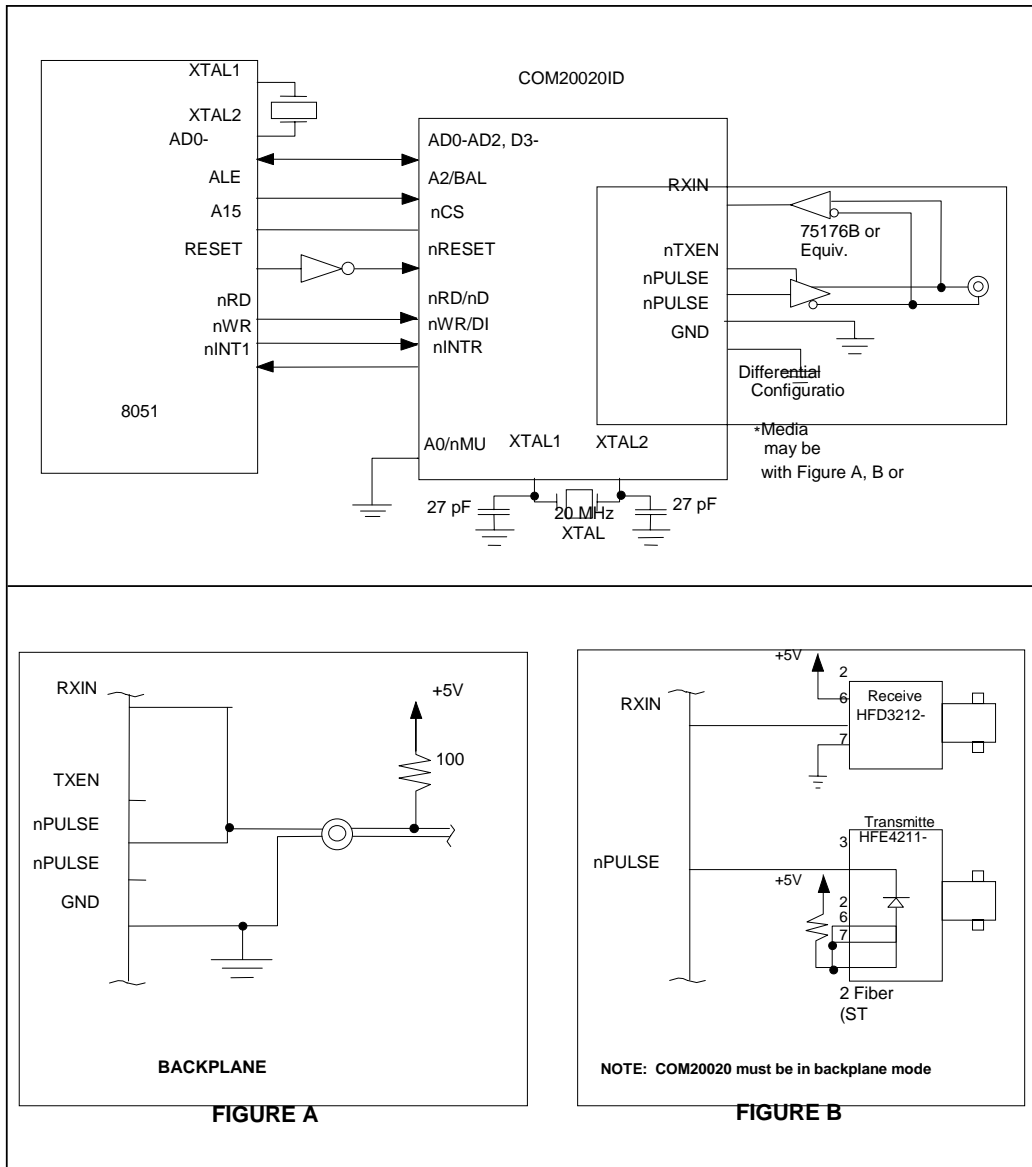 XTAL1
XTAL2
AD0-
ALE
A15
RESET
nRD
nWR
nINT1
8051
COM20020ID
AD0-AD2, D3-
A2/BAL
nCS
nRESET
nRD/nD
nWR/DI
nINTR
A0/nMU
XTAL1
XTAL2
RXIN
nTXEN
nPULSE
nPULSE
GND
75176B or
Equiv.
Differential
Configuratio
*Media
may be
with Figure A, B or
27 pF
20 MHz
XTAL
27 pF
RXIN
TXEN
nPULSE
nPULSE
GND
+5V
100
BACKPLANE
FIGURE A
RXIN
nPULSE
+5V
2
6
7
Receive
HFD3212-
Transmitte
HFE4211-
3
+5V
2
6
7
2 Fiber
(ST
NOTE: COM20020 must be in backplane mode
FIGURE B